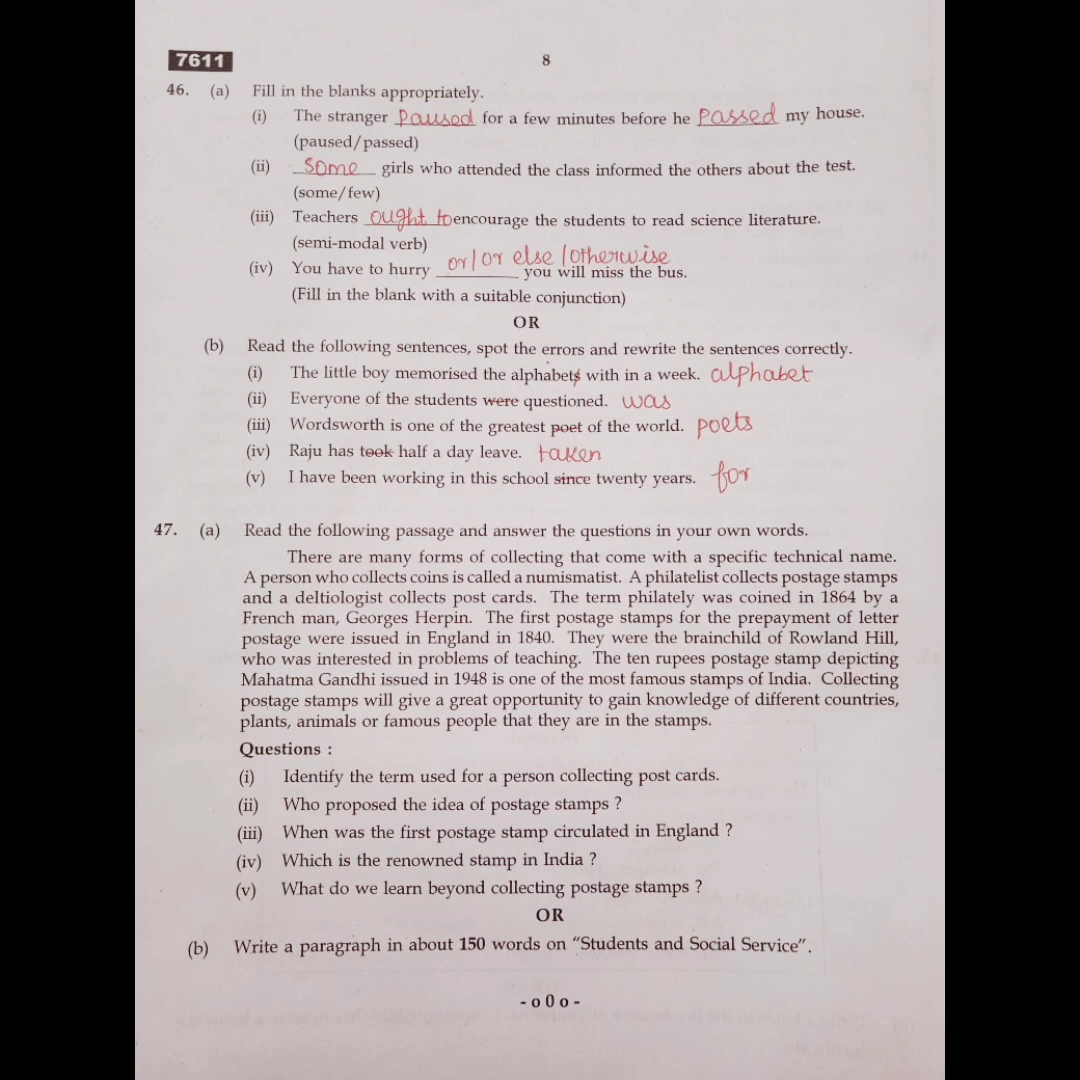 7611
8
46. (a) Fill in the blanks appropriately.
(i) The stranger paused for a few minutes before he passed my house.
(paused/passed)
(ii) some girls who attended the class informed the others about the test.
(some/few)
(iii) Teachers ought to encourage the students to read science literature.
(semi-modal verb)
or/or else/otherwise
(iv) You have to hurry ________ you will miss the bus.
(Fill in the blank with a suitable conjunction)
OR
(b) Read the following sentences, spot the errors and rewrite the sentences correctly.
(i) The little boy memorised the alphabets with in a week. alphabet
(ii) Everyone of the students were questioned. was
(iii) Wordsworth is one of the greatest poet of the world. poets
(iv) Raju has took half a day leave. taken
(v) I have been working in this school since twenty years. for
47. (a) Read the following passage and answer the questions in your own words.
There are many forms of collecting that come with a specific technical name.
A person who collects coins is called a numismatist. A philatelist collects postage stamps
and a deltiologist collects post cards. The term philately was coined in 1864 by a
French man, Georges Herpin. The first postage stamps for the prepayment of letter
postage were issued in England in 1840. They were the brainchild of Rowland Hill,
who was interested in problems of teaching. The ten rupees postage stamp depicting
Mahatma Gandhi issued in 1948 is one of the most famous stamps of India. Collecting
postage stamps will give a great opportunity to gain knowledge of different countries,
plants, animals or famous people that they are in the stamps.
Questions :
(i) Identify the term used for a person collecting post cards.
(ii) Who proposed the idea of postage stamps ?
(iii) When was the first postage stamp circulated in England ?
(iv) Which is the renowned stamp in India ?
(v) What do we learn beyond collecting postage stamps ?
OR
(b) Write a paragraph in about 150 words on “Students and Social Service”.
- o 0 o -